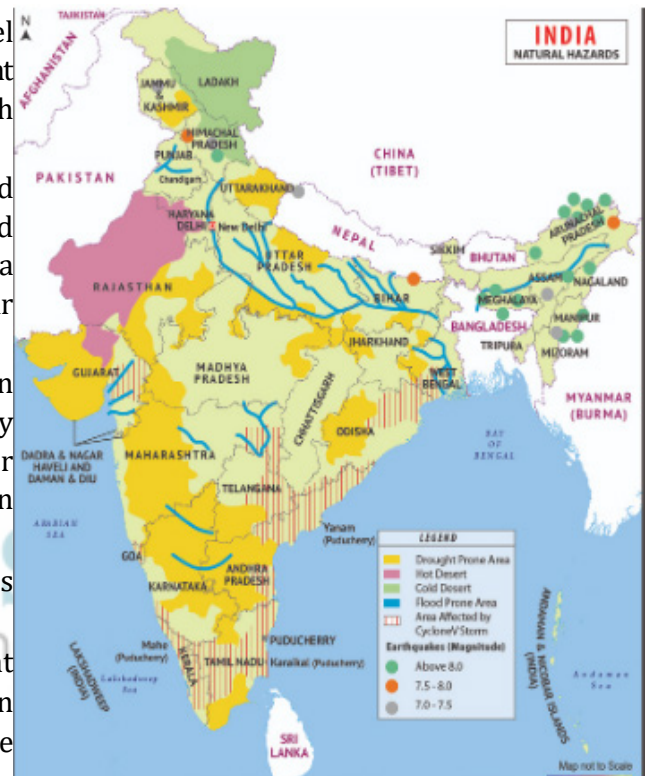 INDIA
NATURAL HAZARDS
N
TAJIKISTAN
AFGHANISTAN
JAMMU
&
KASHMIR
LADAKH
HIMACHAL
PRADESH
PUNJAB
Chandigarh
PAKISTAN
CHINA
(TIBET)
UTTARAKHAND
HARYANA
DELHI
New Delhi
NEPAL
SIKKIM
BHUTAN
ARUNACHAL
PRADESH
RAJASTHAN
UTTAR
PRADESH
BIHAR
ASSAM
NAGALAND
MEGHALAYA
MANIPUR
BANGLADESH
TRIPURA
MIZORAM
GUJARAT
MADHYA
PRADESH
JHARKHAND
WEST
BENGAL
CHHATTISGARH
MYANMAR
(BURMA)
DADRA & NAGAR
HAVELI AND
DAMAN & DIU
MAHARASHTRA
ODISHA
BAY
OF
BENGAL
TELANGANA
ARABIAN
SEA
Yanam
(Puducherry)
GOA
KARNATAKA
ANDHRA
PRADESH
LEGEND
Drought Prone Area
Hot Desert
Cold Desert
Flood Prone Area
Area Affected by
CycloneV Storm
Earthquakes (Magnitude)
Above 8.0
7.5 - 8.0
7.0 - 7.5
Mahe
(Puducherry)
PUDUCHERRY
Karaikal (Puducherry)
KERALA
TAMIL NADU
LAKSHADWEEP
(INDIA)
Lakshadweep
Sea
ANDAMAN & NICOBAR ISLANDS
(INDIA)
Andaman
Sea
SRI
LANKA
Map not to Scale